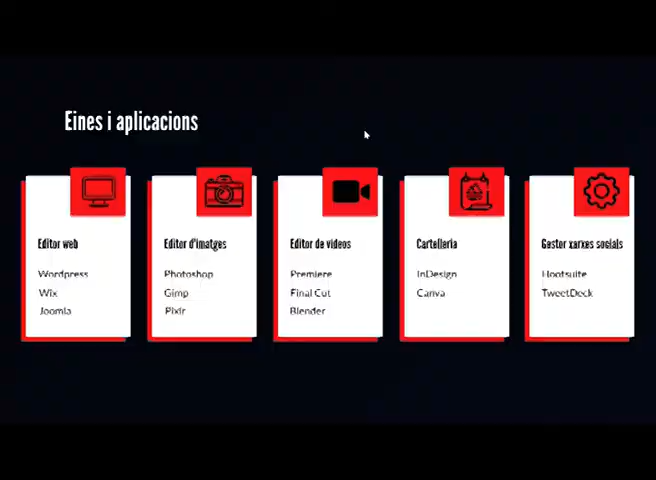 Eines i aplicacions
Editor web
Wordpress
Wix
Joomla
Editor d'imatges
Photoshop
Gimp
Pixlr
Editor de vídeos
Premiere
Final Cut
Blender
Cartelleria
InDesign
Canva
Gestor xarxes socials
Hootsuite
TweetDeck